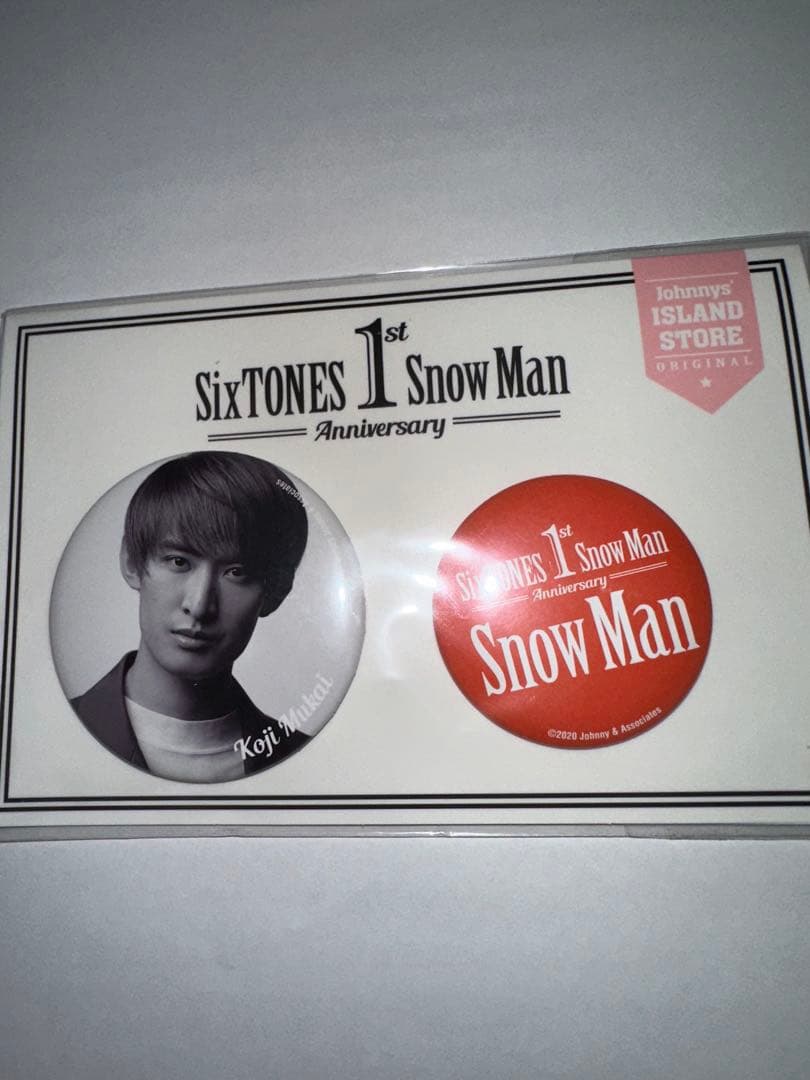 Johnnys'
ISLAND
STORE
ORIGINAL
SixTONES 1st Snow Man
Anniversary
Associates
Koji Mukai
SixTONES 1st Snow Man
Anniversary
Snow Man
©2020 Johnny & Associates